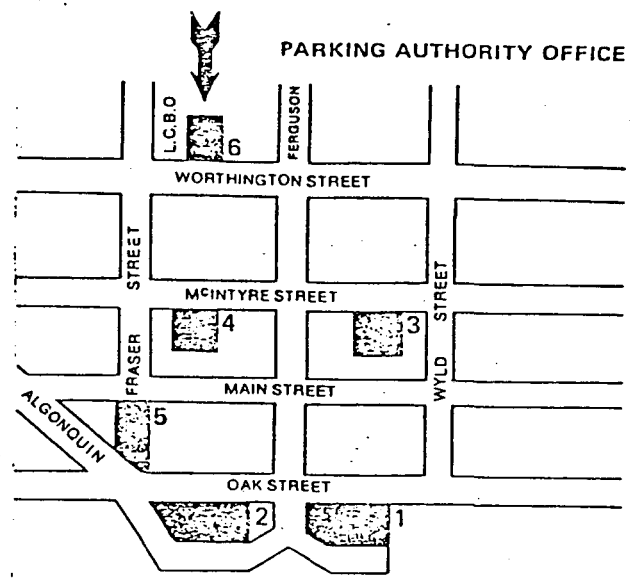 PARKING AUTHORITY OFFICE
L.C.B.O
FERGUSON
6
WORTHINGTON STREET
STREET
McINTYRE STREET
STREET
4
3
FRASER
MAIN STREET
WYLD
ALGONQUIN
5
OAK STREET
2
1